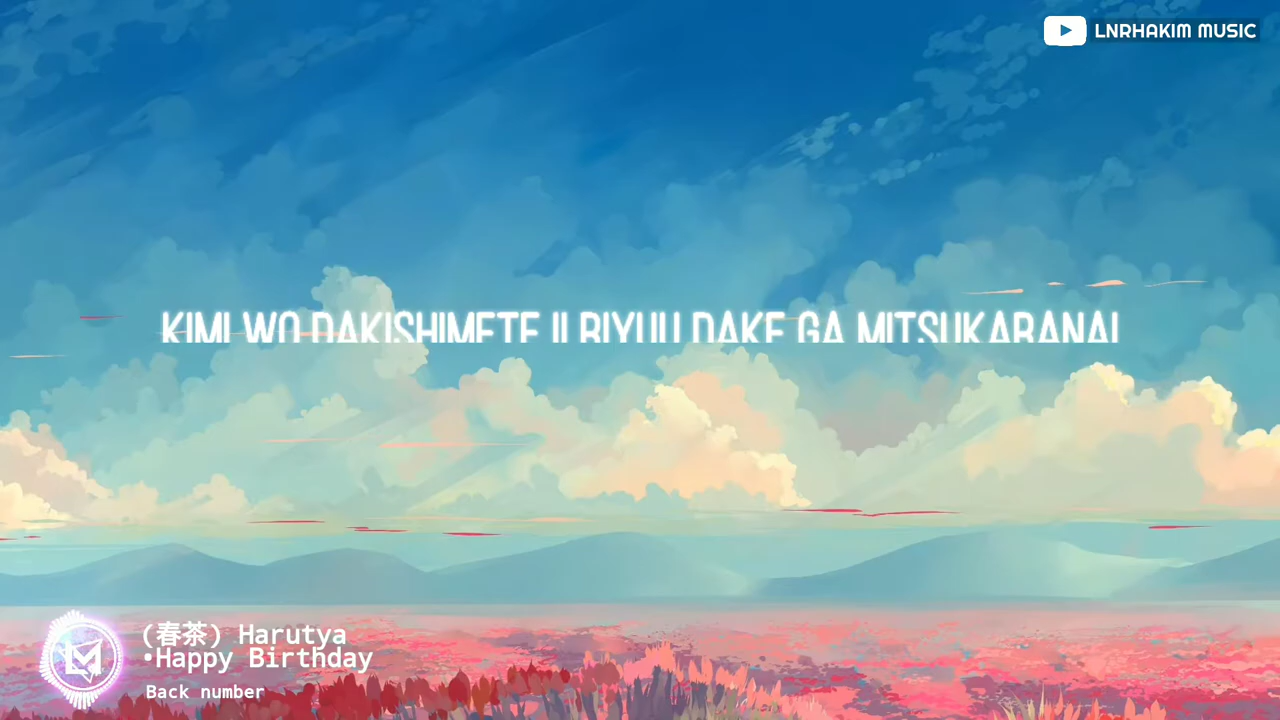 LNRHAKIM MUSIC
KIMI WO DAKISHIMETE II RIYUU DAKE GA MITSUKARANAI
(春茶) Harutya
•Happy Birthday
Back number